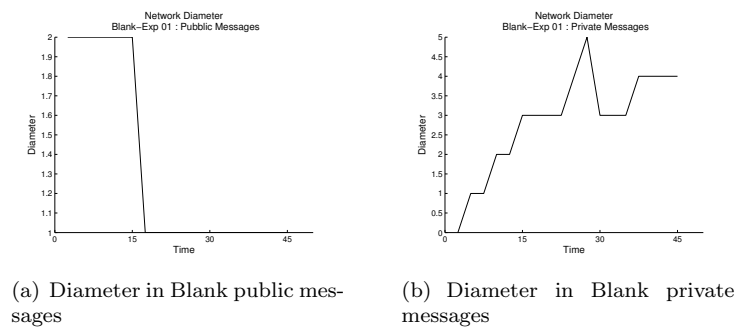 Network Diameter
Blank−Exp 01 : Pubblic Messages
2
1.9
1.8
1.7
1.6
1.5
1.4
1.3
1.2
1.1
1
Diameter
0 15 30 45
Time
(a) Diameter in Blank public mes-
sages
Network Diameter
Blank−Exp 01 : Private Messages
5
4.5
4
3.5
3
2.5
2
1.5
1
0.5
0
Diameter
0 15 30 45
Time
(b) Diameter in Blank private
messages